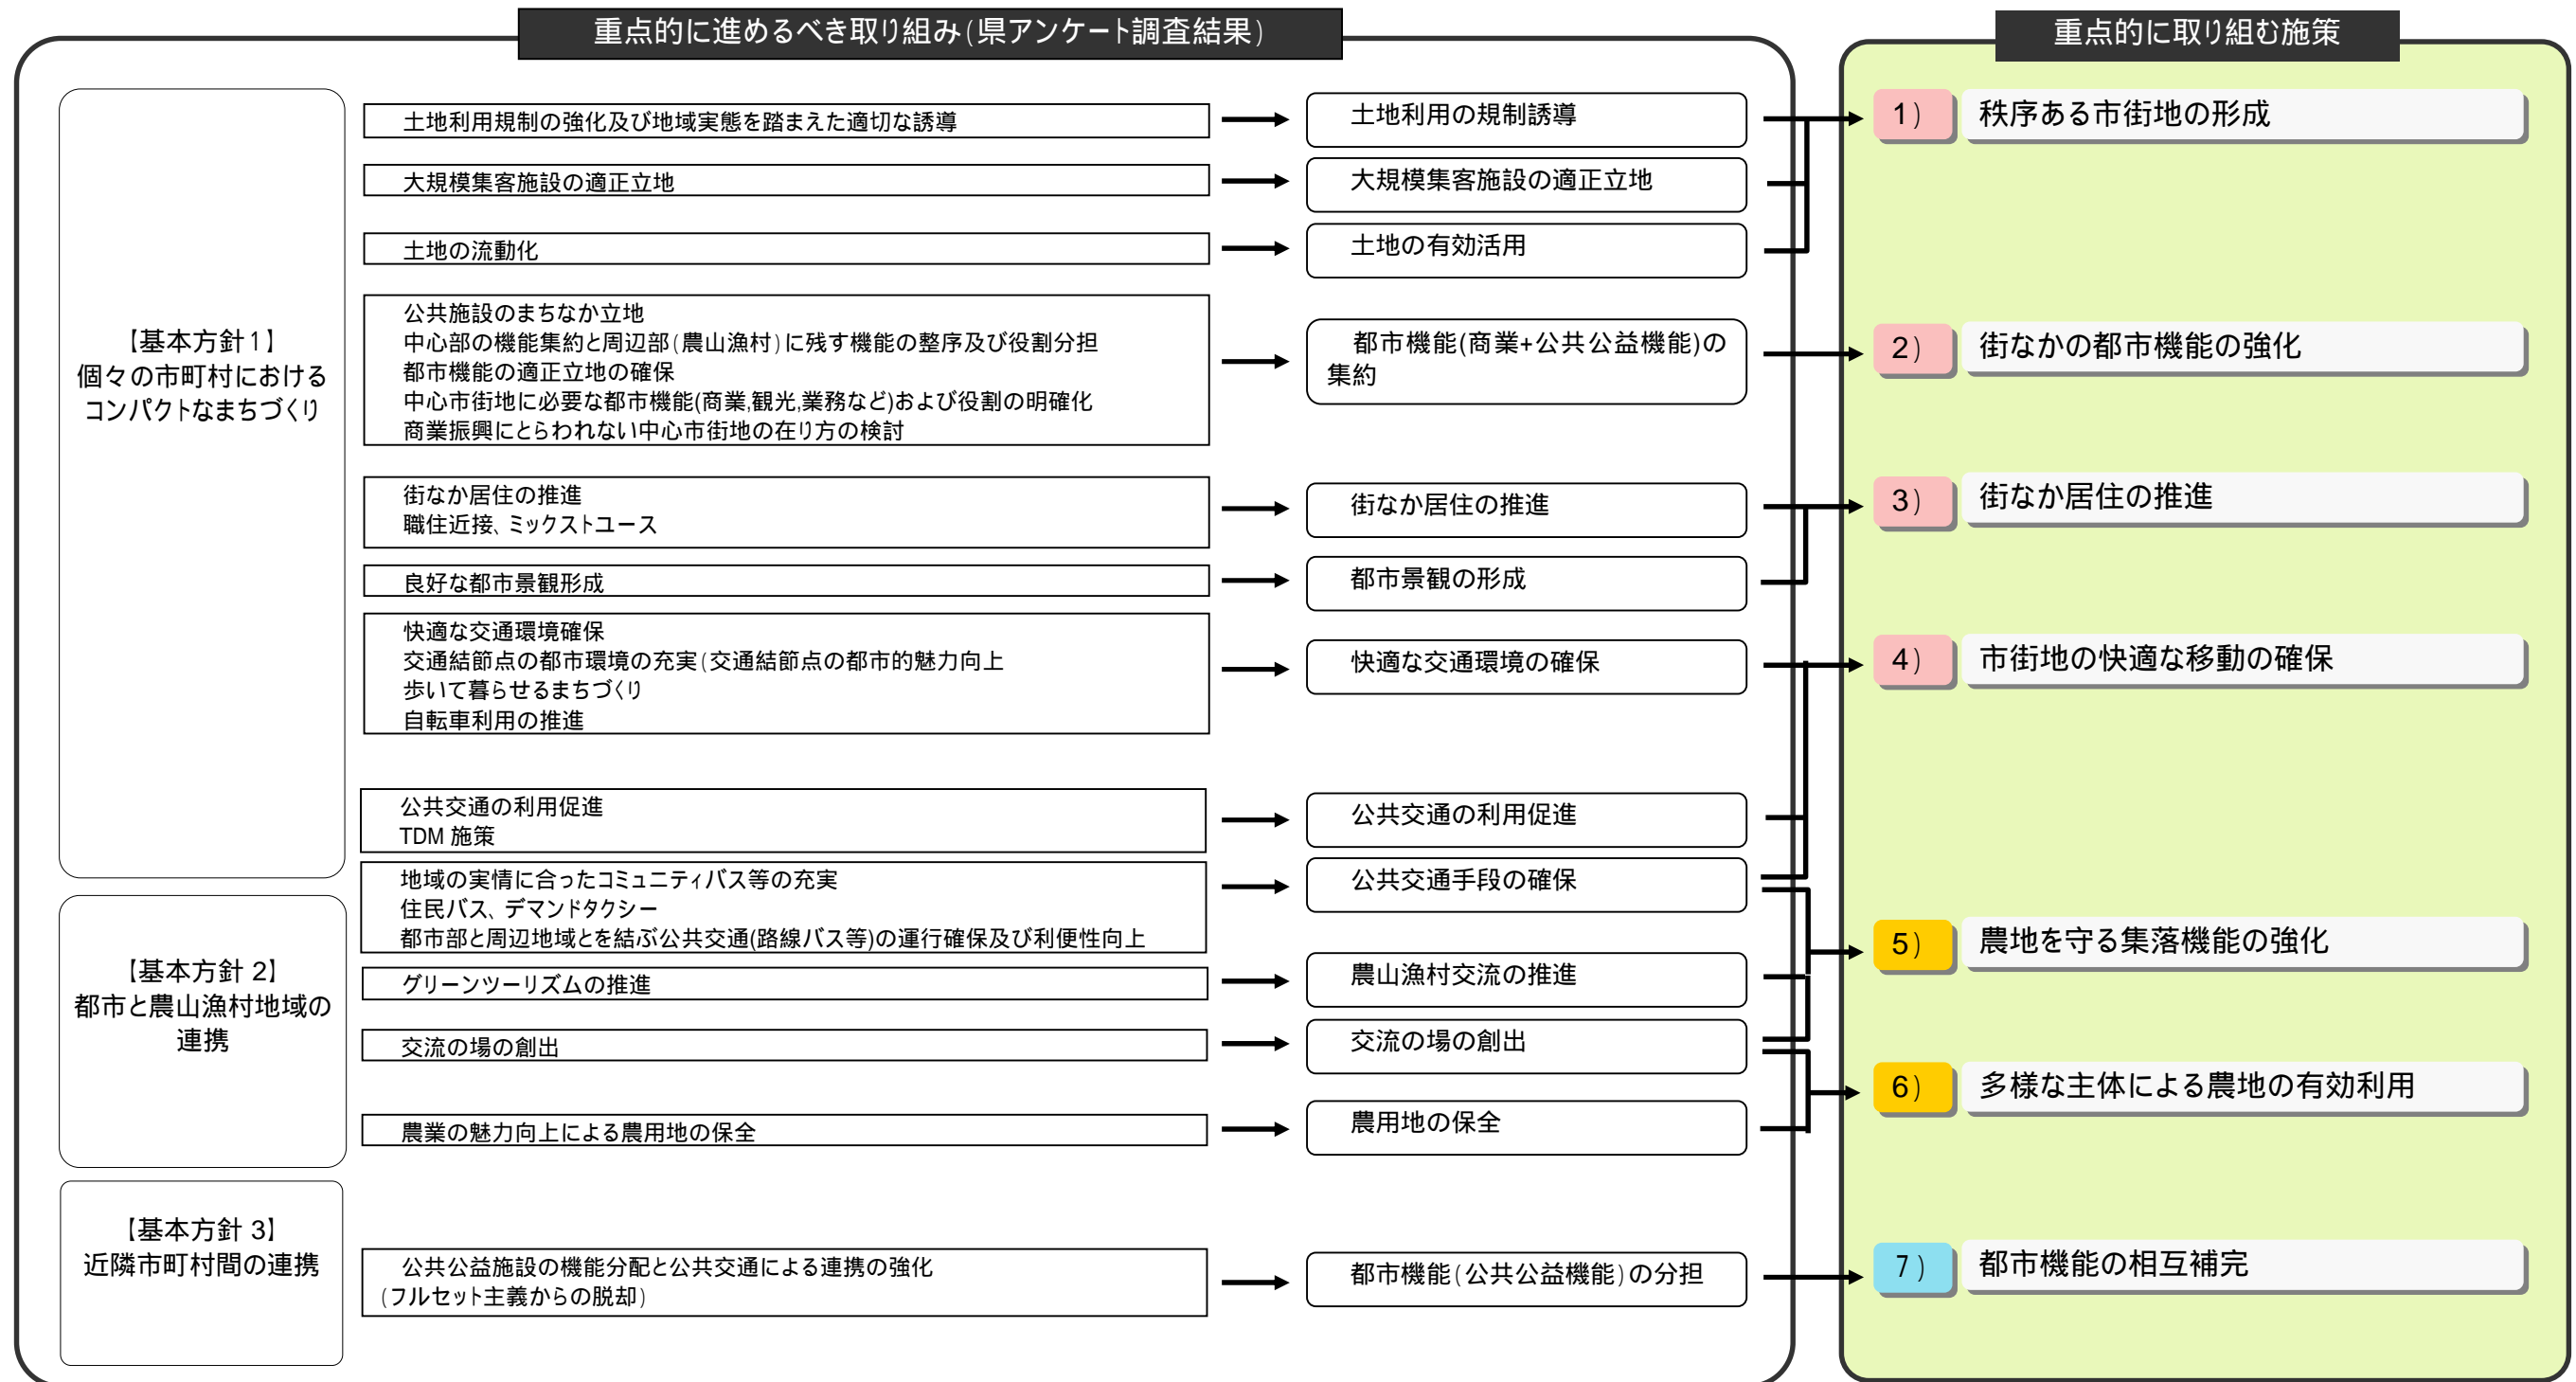 重点的に進めるべき取り組み(県アンケート調査結果)
重点的に取り組む施策
【基本方針1】
個々の市町村における
コンパクトなまちづくり
土地利用規制の強化及び地域実態を踏まえた適切な誘導
土地利用の規制誘導
1)
秩序ある市街地の形成
大規模集客施設の適正立地
大規模集客施設の適正立地
土地の流動化
土地の有効活用
公共施設のまちなか立地
中心部の機能集約と周辺部(農山漁村)に残す機能の整序及び役割分担
都市機能の適正立地の確保
中心市街地に必要な都市機能(商業,観光,業務など)および役割の明確化
商業振興にとらわれない中心市街地の在り方の検討
都市機能(商業+公共公益機能)の
集約
2)
街なかの都市機能の強化
街なか居住の推進
職住近接、ミックストユース
街なか居住の推進
3)
街なか居住の推進
良好な都市景観形成
都市景観の形成
快適な交通環境確保
交通結節点の都市環境の充実(交通結節点の都市的魅力向上
歩いて暮らせるまちづくり
自転車利用の推進
快適な交通環境の確保
4)
市街地の快適な移動の確保
公共交通の利用促進
TDM 施策
公共交通の利用促進
【基本方針 2】
都市と農山漁村地域の
連携
地域の実情に合ったコミュニティバス等の充実
住民バス、デマンドタクシー
都市部と周辺地域とを結ぶ公共交通(路線バス等)の運行確保及び利便性向上
公共交通手段の確保
5)
農地を守る集落機能の強化
グリーンツーリズムの推進
農山漁村交流の推進
交流の場の創出
交流の場の創出
6)
多様な主体による農地の有効利用
農業の魅力向上による農用地の保全
農用地の保全
【基本方針 3】
近隣市町村間の連携
公共公益施設の機能分配と公共交通による連携の強化
(フルセット主義からの脱却)
都市機能(公共公益機能)の分担
7)
都市機能の相互補完